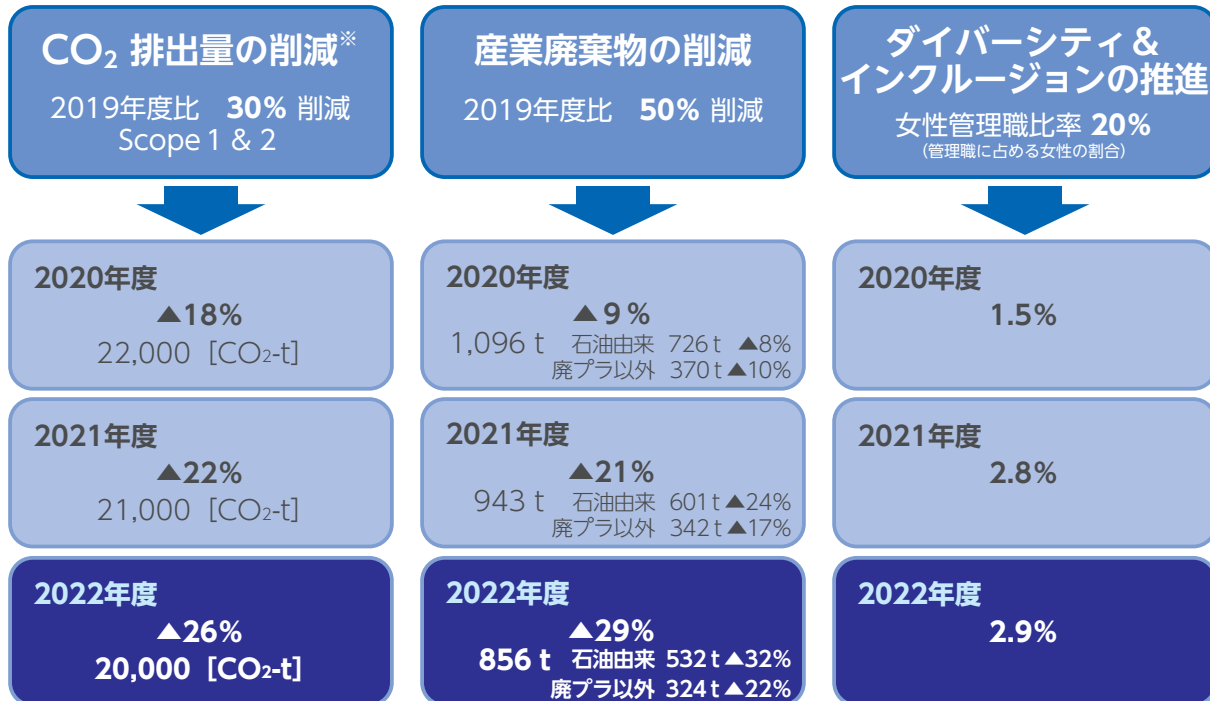 CO₂ 排出量の削減※
2019年度比 30% 削減
Scope 1 & 2
産業廃棄物の削減
2019年度比 50% 削減
ダイバーシティ&
インクルージョンの推進
女性管理職比率 20%
(管理職に占める女性の割合)
2020年度
▲18%
22,000 [CO₂-t]
2020年度
▲9%
1,096 t 石油由来 726 t ▲8%
廃プラ以外 370 t ▲10%
2020年度
1.5%
2021年度
▲22%
21,000 [CO₂-t]
2021年度
▲21%
943 t 石油由来 601 t ▲24%
廃プラ以外 342 t ▲17%
2021年度
2.8%
2022年度
▲26%
20,000 [CO₂-t]
2022年度
▲29%
856 t 石油由来 532 t ▲32%
廃プラ以外 324 t ▲22%
2022年度
2.9%